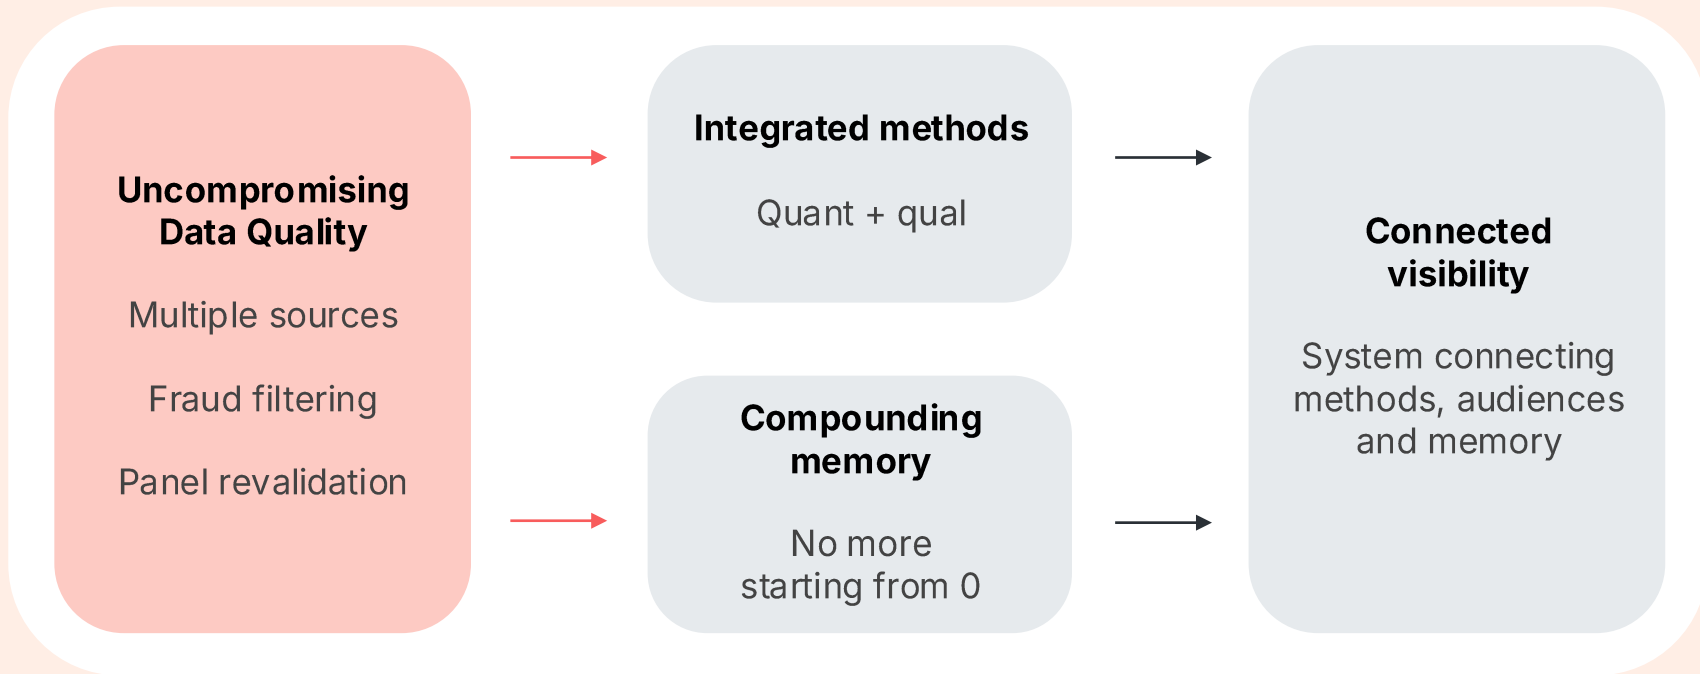 Uncompromising
Data Quality
Multiple sources
Fraud filtering
Panel revalidation
Integrated methods
Quant + qual
Compounding
memory
No more
starting from 0
Connected
visibility
System connecting
methods, audiences
and memory